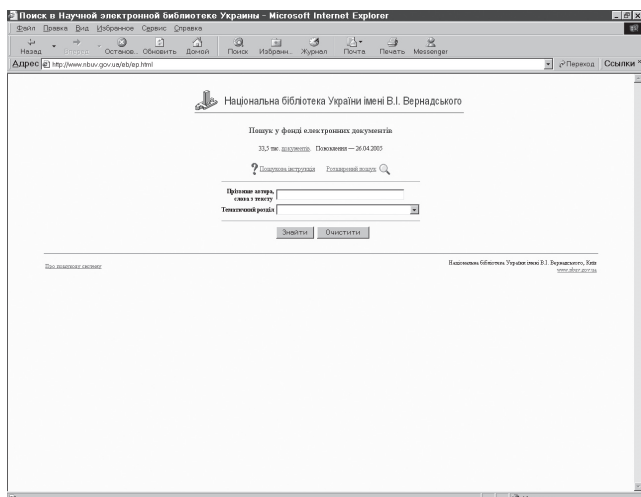 Поиск в Научной электронной библиотеке Украины - Microsoft Internet Explorer
Файл Правка Вид Избранное Сервис Справка
Назад Вперед Останов... Обновить Домой Поиск Избранн... Журнал Почта Печать Messenger
Адрес http://www.nbuv.gov.ua/eb/ep.html Переход Ссылки »
Національна бібліотека України імені В.І. Вернадського
Пошук у фонді електронних документів
33,5 тис. документів. Поповнення — 26.04.2005
Пошукова інструкція Розширений пошук
Прізвище автора,
слова з тексту
Тематичний розділ
Знайти Очистити
Про пошукову систему
Національна бібліотека України імені В.І. Вернадського, Київ
www.nbuv.gov.ua